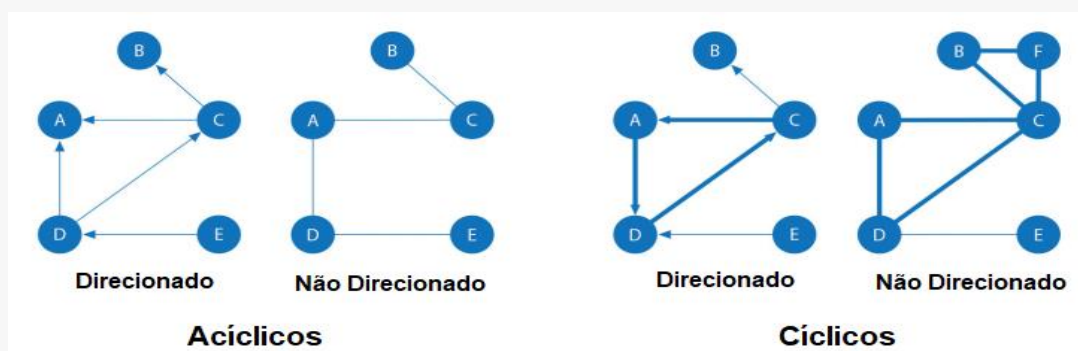 B
B
B
B F
A
C
A
C
A
C
A
C
D
E
D
E
D
E
D
E
Direcionado
Não Direcionado
Direcionado
Não Direcionado
Acíclicos
Cíclicos